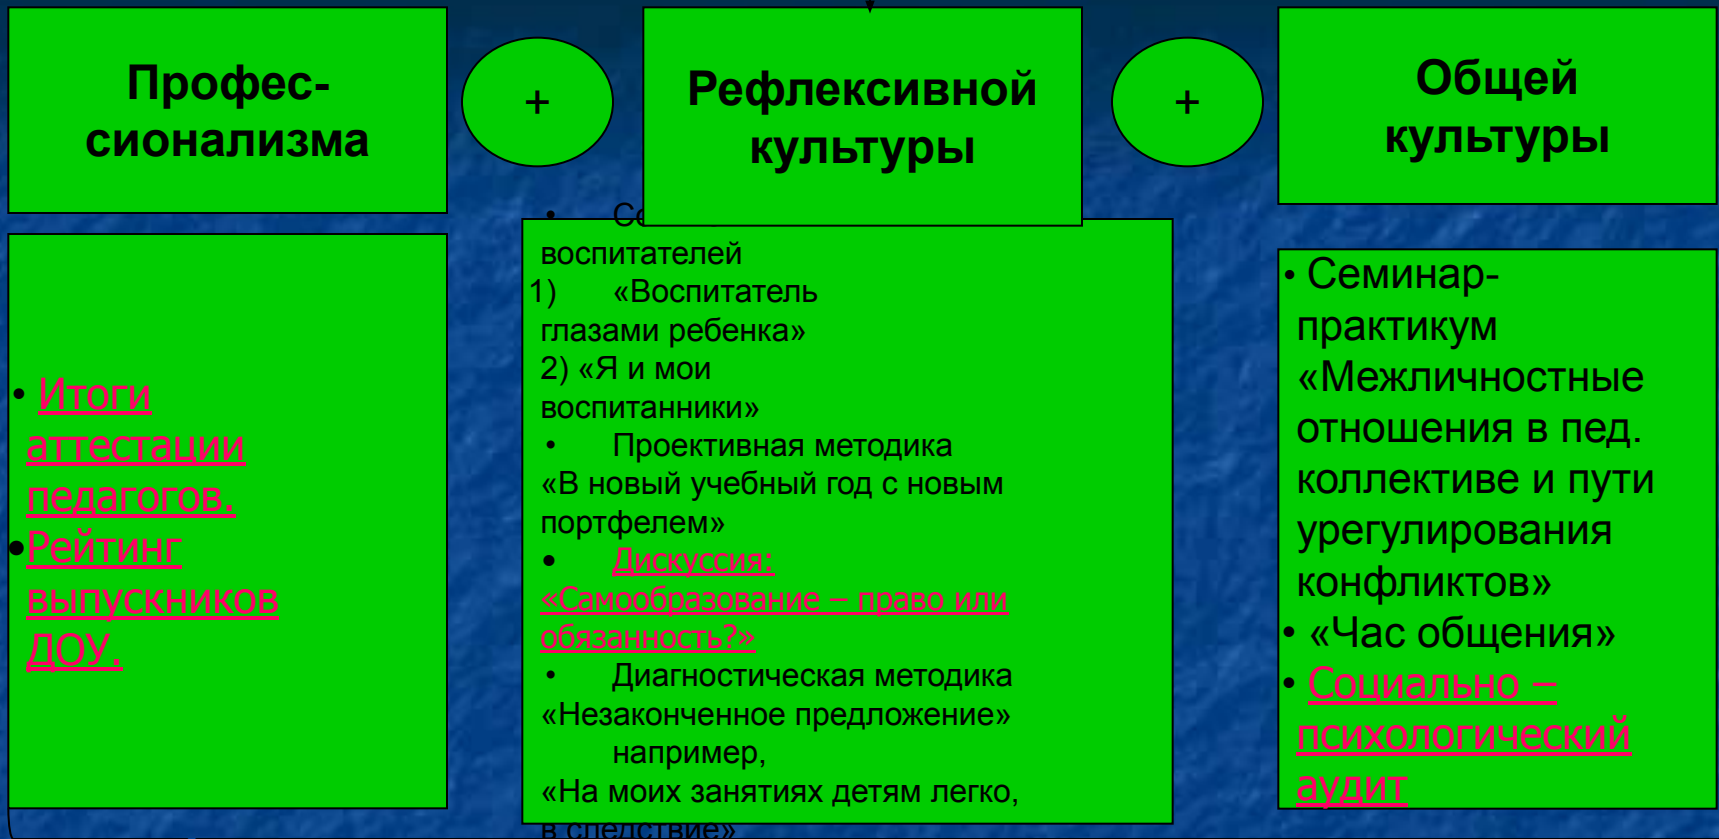 Профес-
сионализма
+
Рефлексивной
культуры
+
Общей
культуры
• Итоги
аттестации
педагогов.
•Рейтинг
выпускников
ДОУ.
•
воспитателей
1) «Воспитатель
глазами ребенка»
2) «Я и мои
воспитанники»
• Проективная методика
«В новый учебный год с новым
портфелем»
• Дискуссия:
«Самообразование – право или
обязанность?»
• Диагностическая методика
«Незаконченное предложение»
например,
«На моих занятиях детям легко,
в следствие»
• Семинар-
практикум
«Межличностные
отношения в пед.
коллективе и пути
урегулирования
конфликтов»
• «Час общения»
• Социально –
психологический
аудит